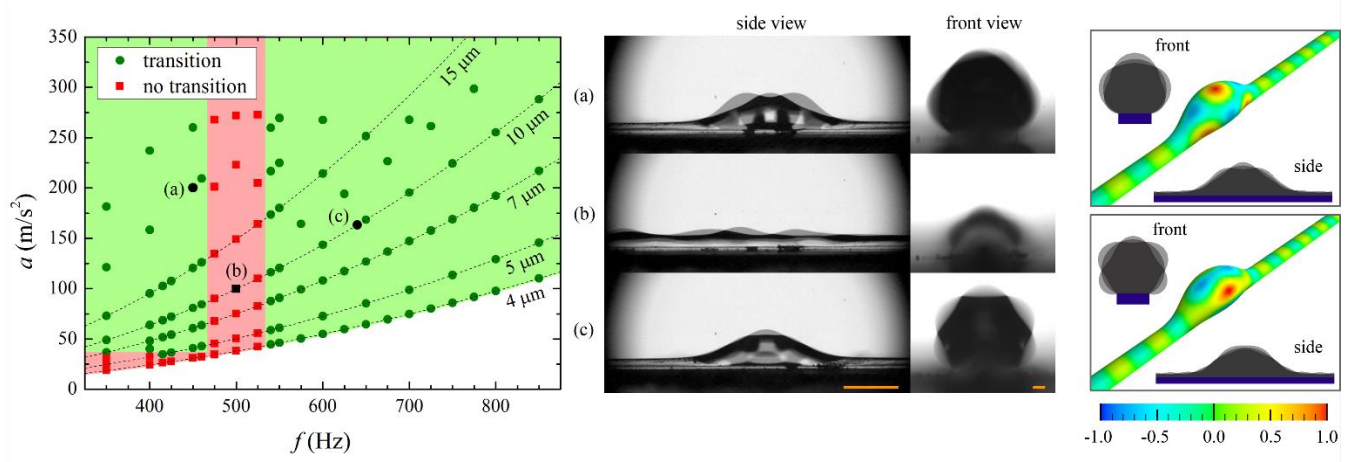 350
300
250
200
150
100
50
0
a (m/s²)
transition
no transition
(a)
(b)
(c)
15 µm
10 µm
7 µm
5 µm
4 µm
400
500
600
700
800
f (Hz)
side view
front view
(a)
(b)
(c)
front
side
front
side
-1.0
-0.5
0.0
0.5
1.0